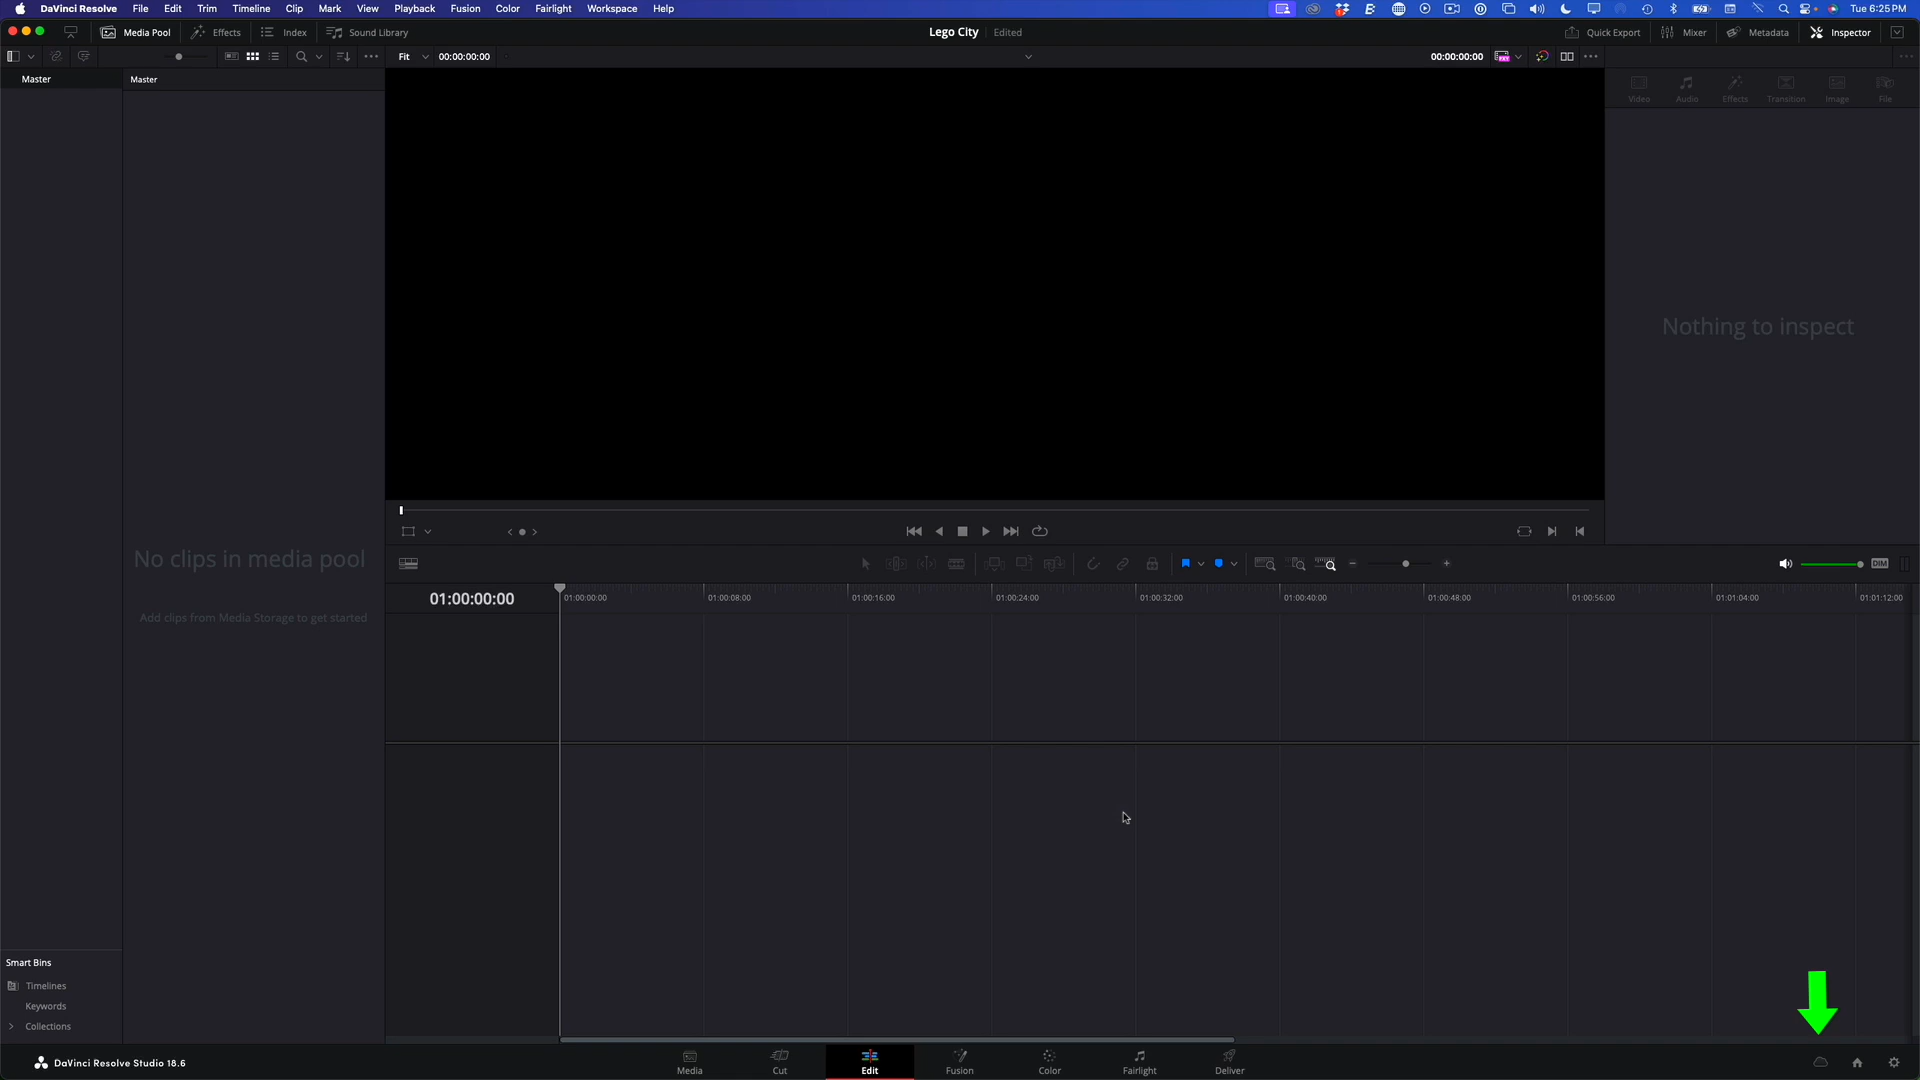 DaVinci Resolve File Edit Trim Timeline Clip Mark View Playback Fusion Color Fairlight Workspace Help Tue 6:25 PM
Media Pool Effects Index Sound Library Lego City Edited Quick Export Mixer Metadata Inspector
Fit 00:00:00:00 00:00:00:00
Master Master
Video Audio Effects Transition Image File
Nothing to inspect
No clips in media pool
Add clips from Media Storage to get started
DIM
01:00:00:00 01:00:00:00 01:00:08:00 01:00:16:00 01:00:24:00 01:00:32:00 01:00:40:00 01:00:48:00 01:00:56:00 01:01:04:00 01:01:12:00
Smart Bins
Timelines
Keywords
Collections
DaVinci Resolve Studio 18.6
Media Cut Edit Fusion Color Fairlight Deliver